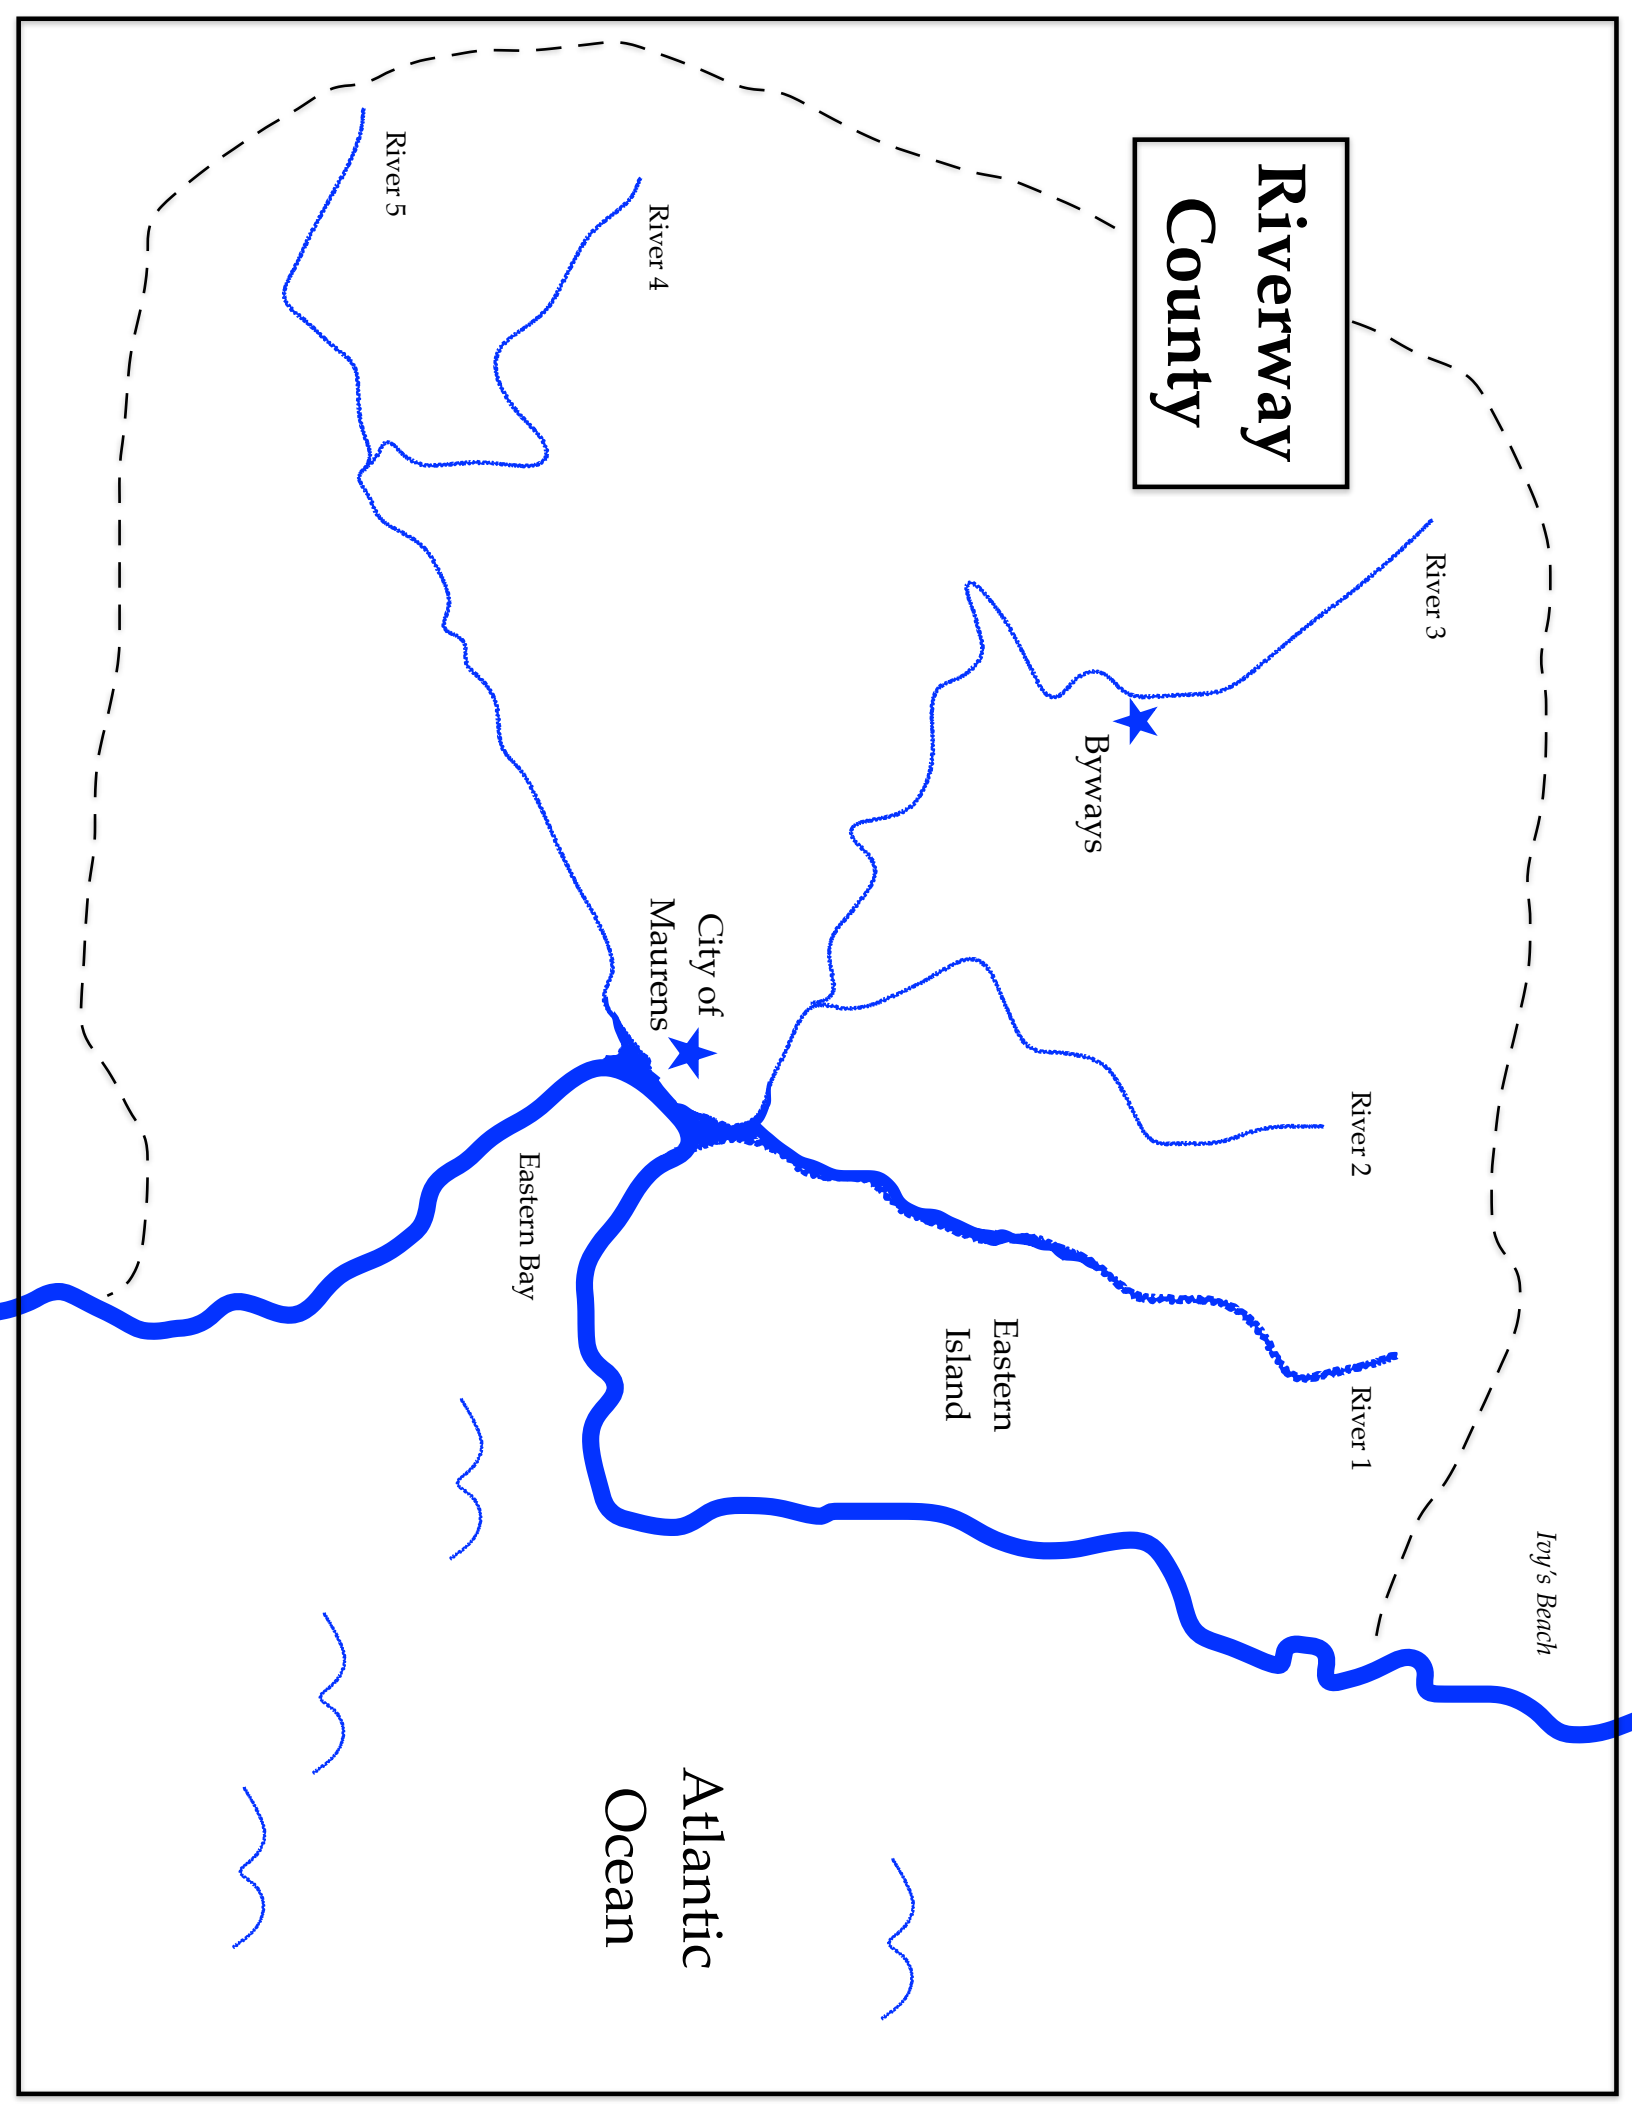 Riverway
County
Ivy's Beach
River 3
River 2
River 1
Byways
Eastern
Island
River 4
City of
Maurens
Atlantic
Ocean
Eastern Bay
River 5